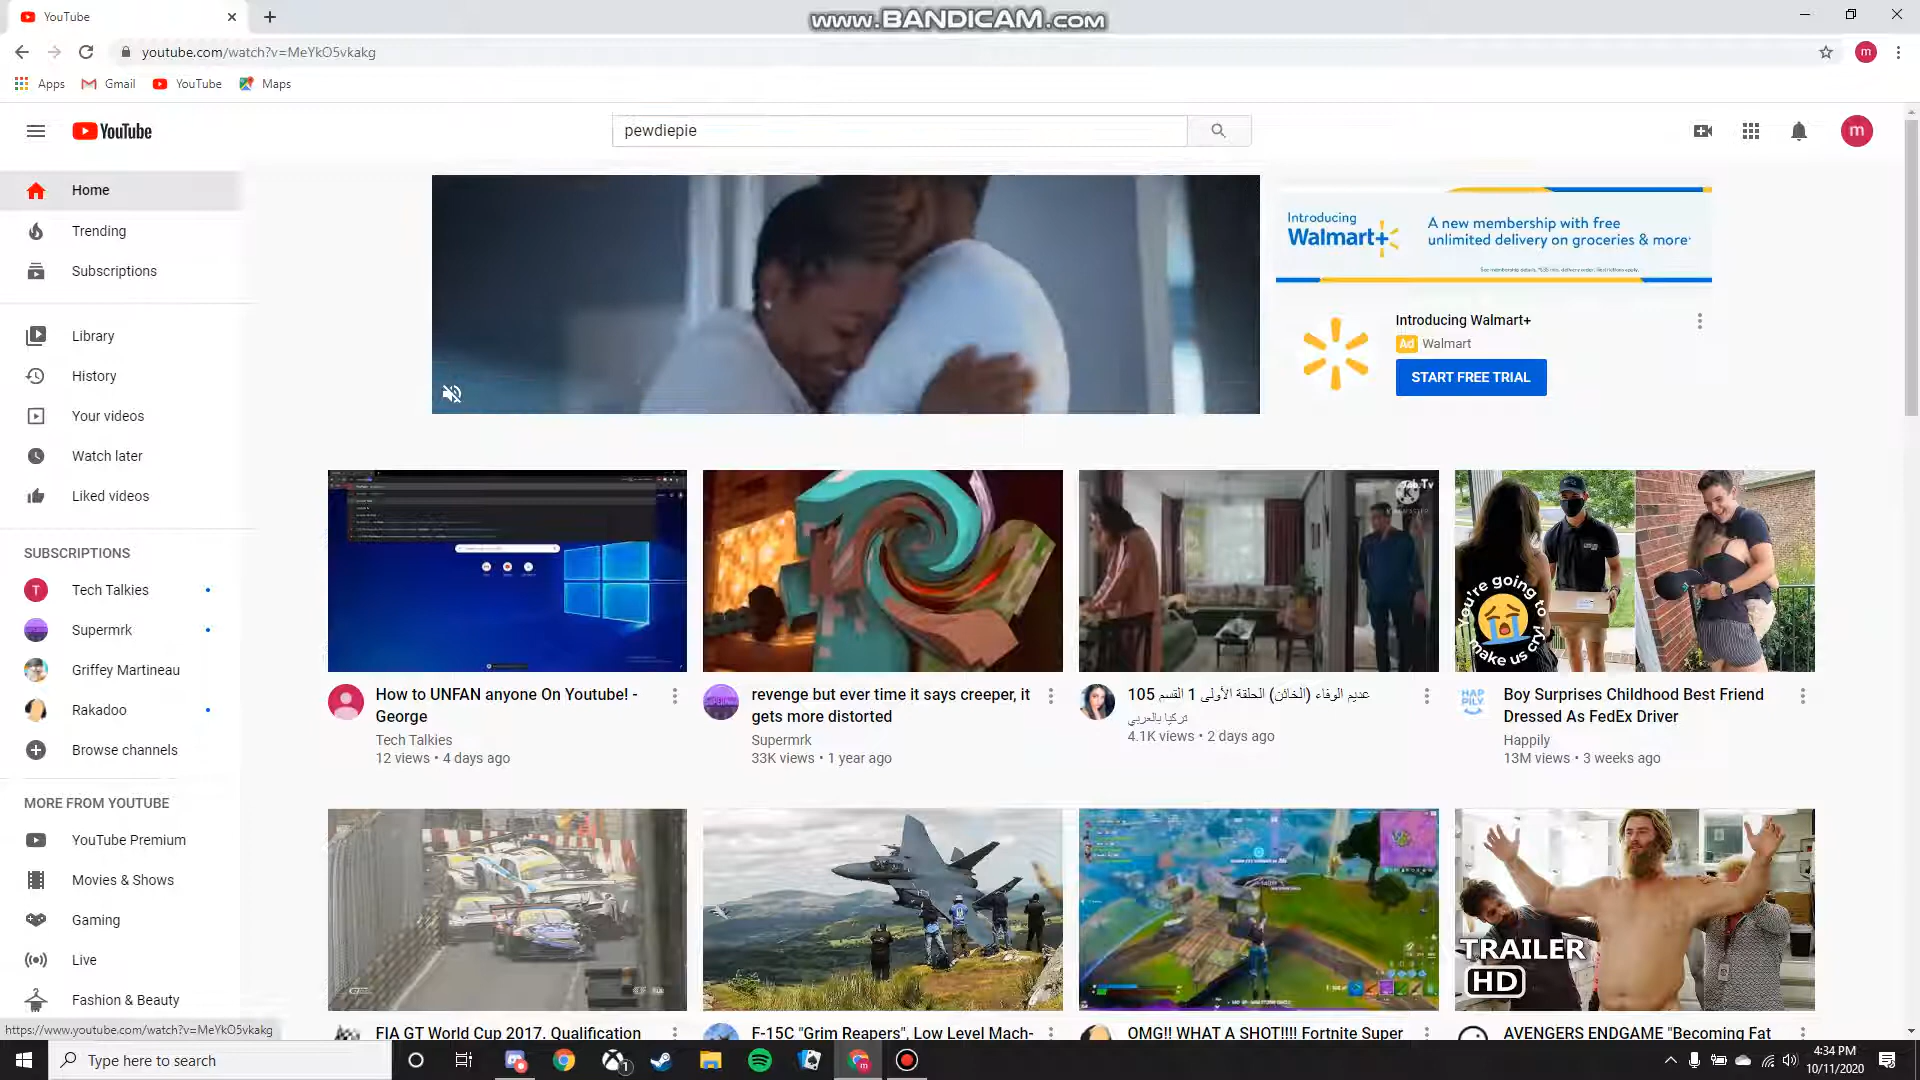 YouTube
www.BANDICAM.com
youtube.com/watch?v=MeYkO5vkakg
m
Apps
Gmail
YouTube
Maps
YouTube
pewdiepie
m
Home
Trending
Subscriptions
Library
History
Your videos
Watch later
Liked videos
SUBSCRIPTIONS
T
Tech Talkies
Supermrk
Griffey Martineau
Rakadoo
Browse channels
MORE FROM YOUTUBE
YouTube Premium
Movies & Shows
Gaming
Live
Fashion & Beauty
Introducing
Walmart+
A new membership with free
unlimited delivery on groceries & more*
Introducing Walmart+
Ad Walmart
START FREE TRIAL
You're going to
make us cry!
How to UNFAN anyone On Youtube! -
George
Tech Talkies
12 views • 4 days ago
revenge but ever time it says creeper, it
gets more distorted
Supermrk
33K views • 1 year ago
عديم الوفاء (الخائن) الحلقة الأولى 1 القسم 105
تركيا بالعربي
4.1K views • 2 days ago
HAP
PILY
Boy Surprises Childhood Best Friend
Dressed As FedEx Driver
Happily
13M views • 3 weeks ago
TRAILER
HD
FIA GT World Cup 2017. Qualification
F-15C "Grim Reapers", Low Level Mach-
OMG!! WHAT A SHOT!!!! Fortnite Super
AVENGERS ENDGAME "Becoming Fat
https://www.youtube.com/watch?v=MeYkO5vkakg
Type here to search
1
m
4:34 PM
10/11/2020